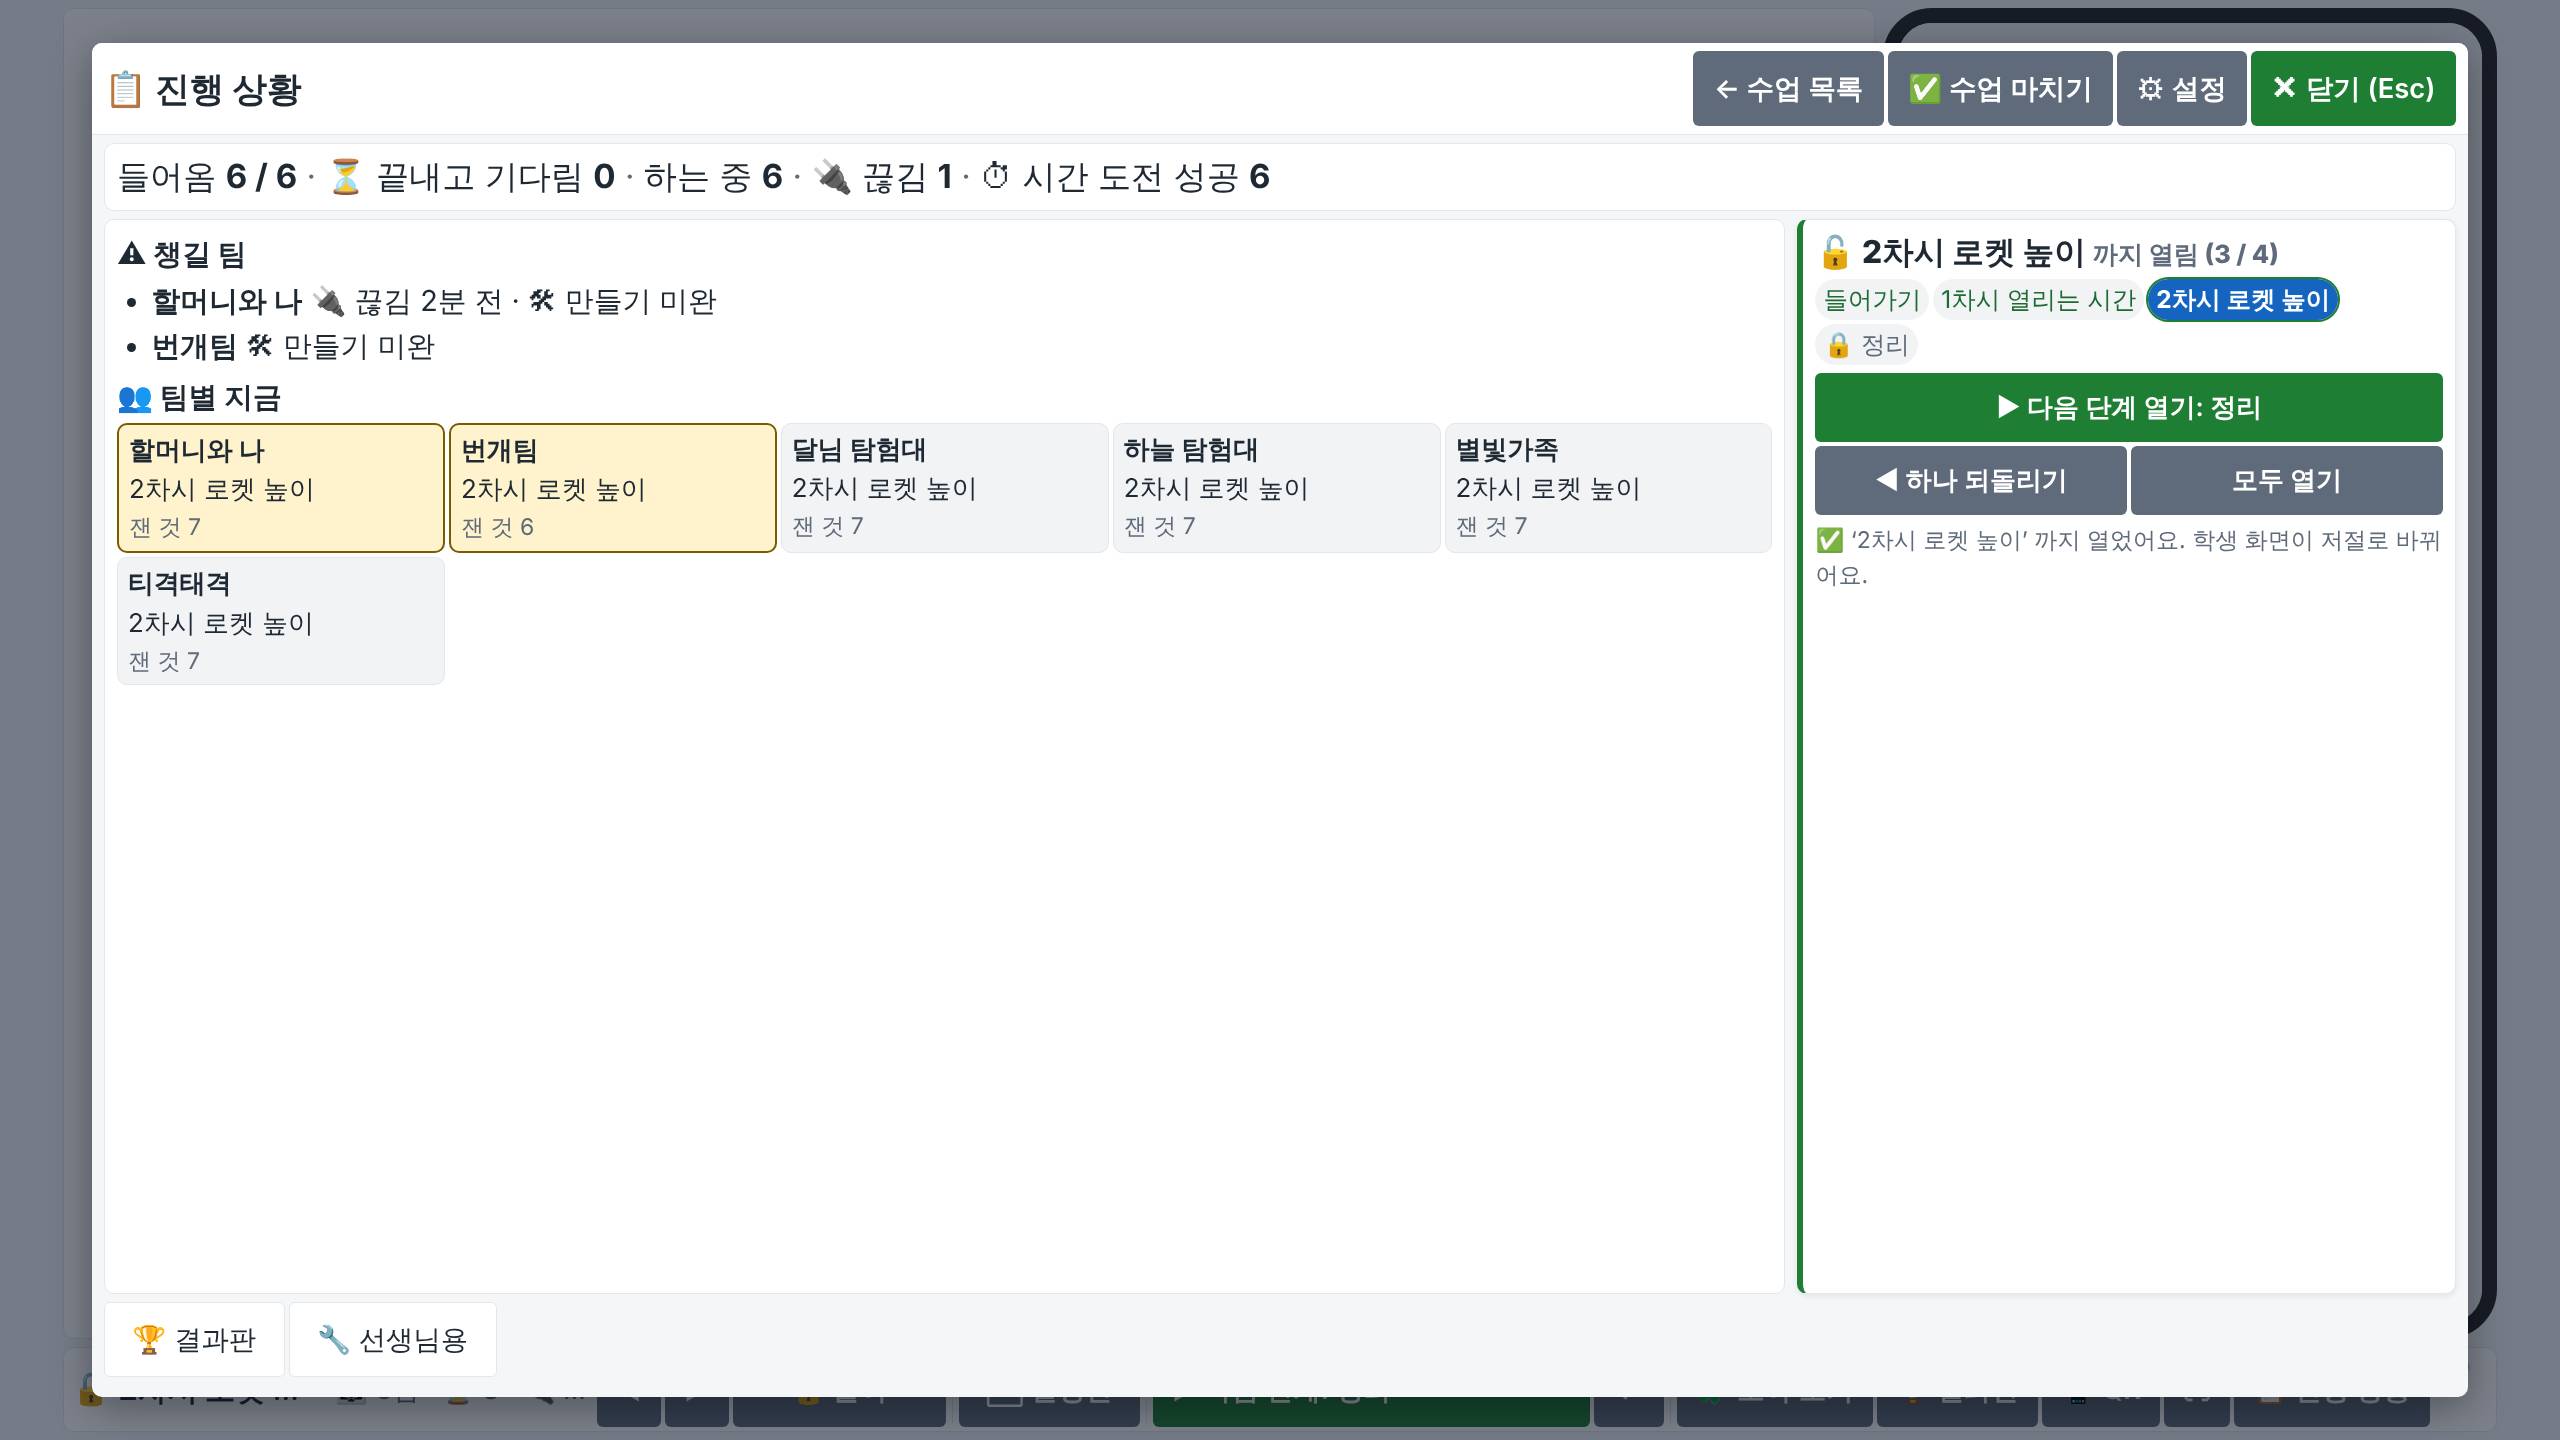 📋 진행 상황
← 수업 목록
✅ 수업 마치기
⚙ 설정
✖ 닫기 (Esc)
들어옴 6 / 6 · ⏳ 끝내고 기다림 0 · 하는 중 6 · 🔌 끊김 1 · ⏱ 시간 도전 성공 6
⚠ 챙길 팀
• 할머니와 나 🔌 끊김 2분 전 · 🛠 만들기 미완
• 번개팀 🛠 만들기 미완
👥 팀별 지금
할머니와 나
2차시 로켓 높이
잰 것 7
번개팀
2차시 로켓 높이
잰 것 6
달님 탐험대
2차시 로켓 높이
잰 것 7
하늘 탐험대
2차시 로켓 높이
잰 것 7
별빛가족
2차시 로켓 높이
잰 것 7
티격태격
2차시 로켓 높이
잰 것 7
🔓 2차시 로켓 높이 까지 열림 (3 / 4)
들어가기 1차시 열리는 시간 2차시 로켓 높이
🔒 정리
▶ 다음 단계 열기: 정리
◀ 하나 되돌리기
모두 열기
✅ ‘2차시 로켓 높이’ 까지 열었어요. 학생 화면이 저절로 바뀌
어요.
🏆 결과판
🔧 선생님용